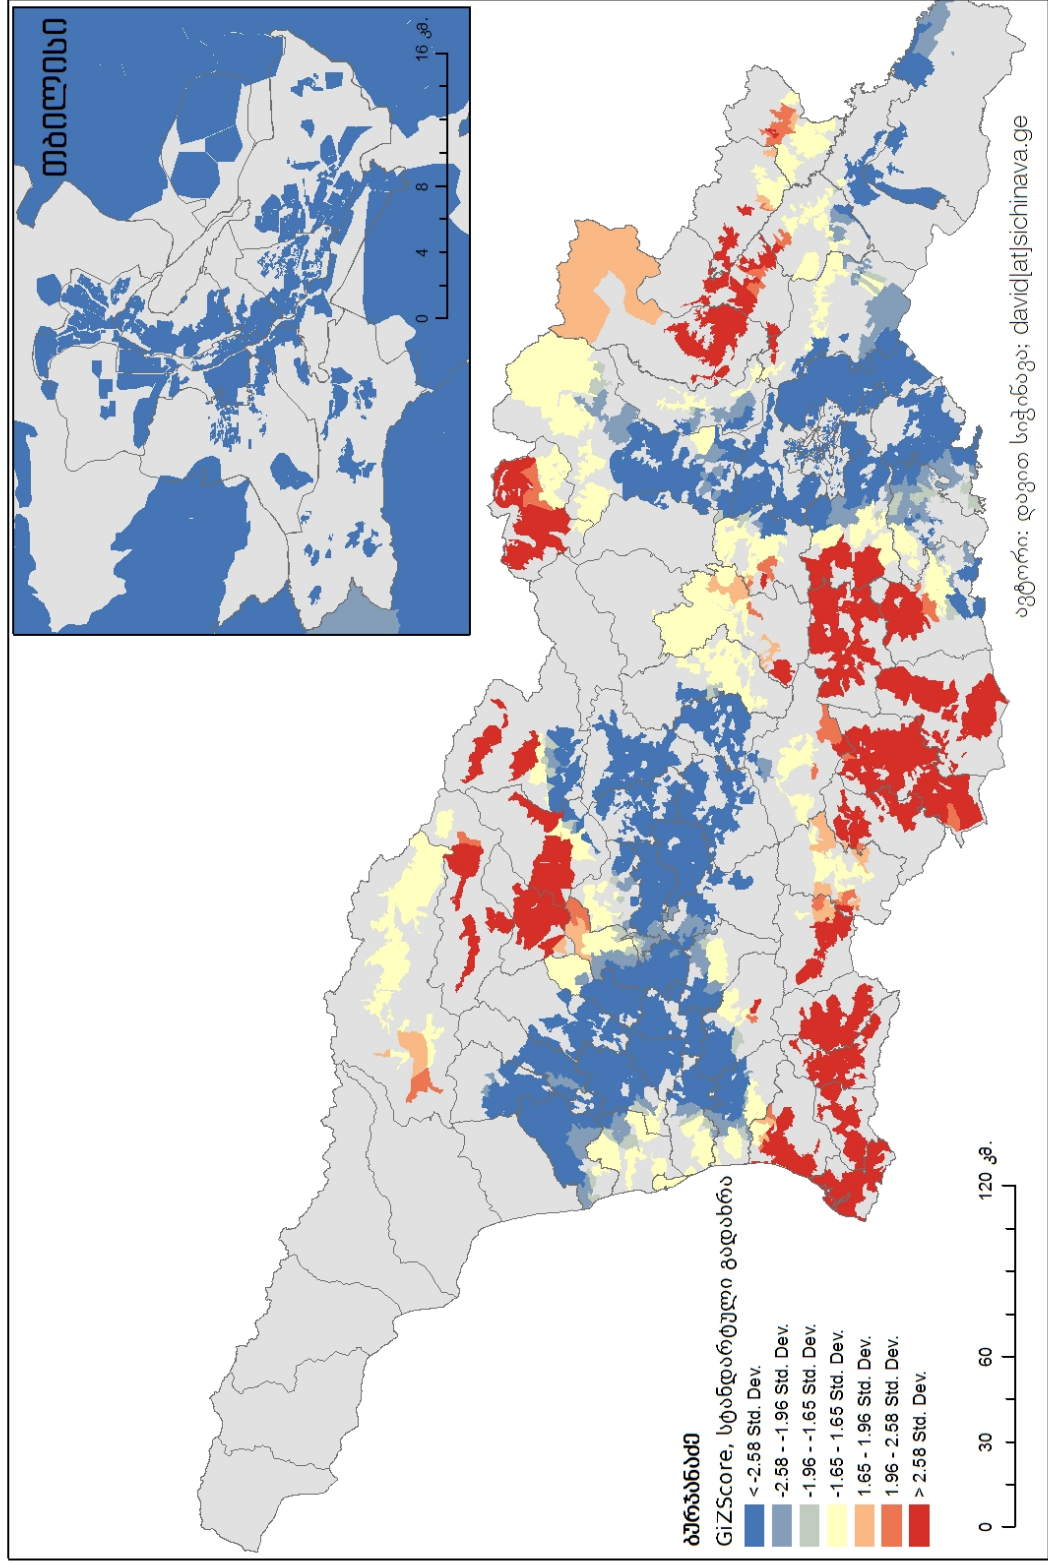 თბილისი
0 4 8 16 კმ.
ბურჯანაძე
GiZScore, სტანდარტული გადახრა
< -2.58 Std. Dev.
-2.58 - -1.96 Std. Dev.
-1.96 - -1.65 Std. Dev.
-1.65 - 1.65 Std. Dev.
1.65 - 1.96 Std. Dev.
1.96 - 2.58 Std. Dev.
> 2.58 Std. Dev.
0 30 60 120 კმ.
ავტორი: დავით სიჭინავა; david[at]sichinava.ge